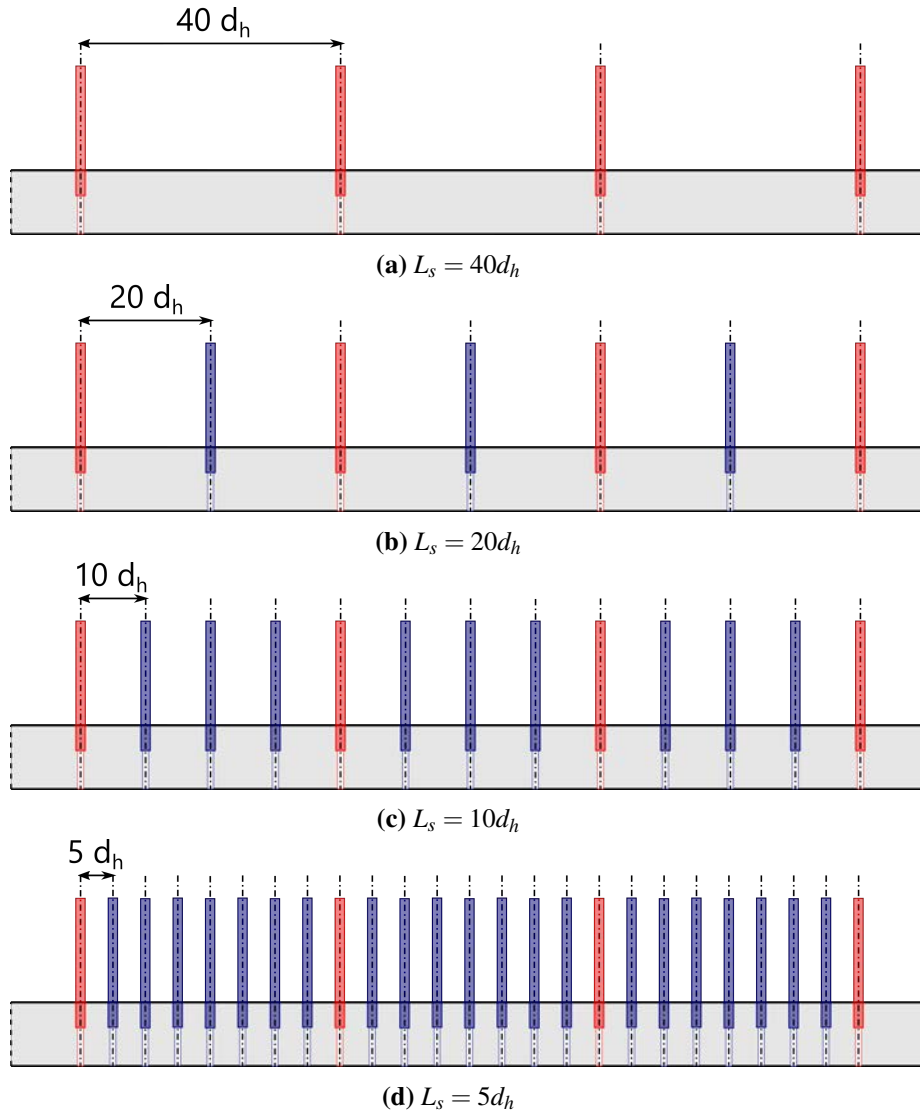 40 dₕ
(a) Lₛ = 40dₕ
20 dₕ
(b) Lₛ = 20dₕ
10 dₕ
(c) Lₛ = 10dₕ
5 dₕ
(d) Lₛ = 5dₕ